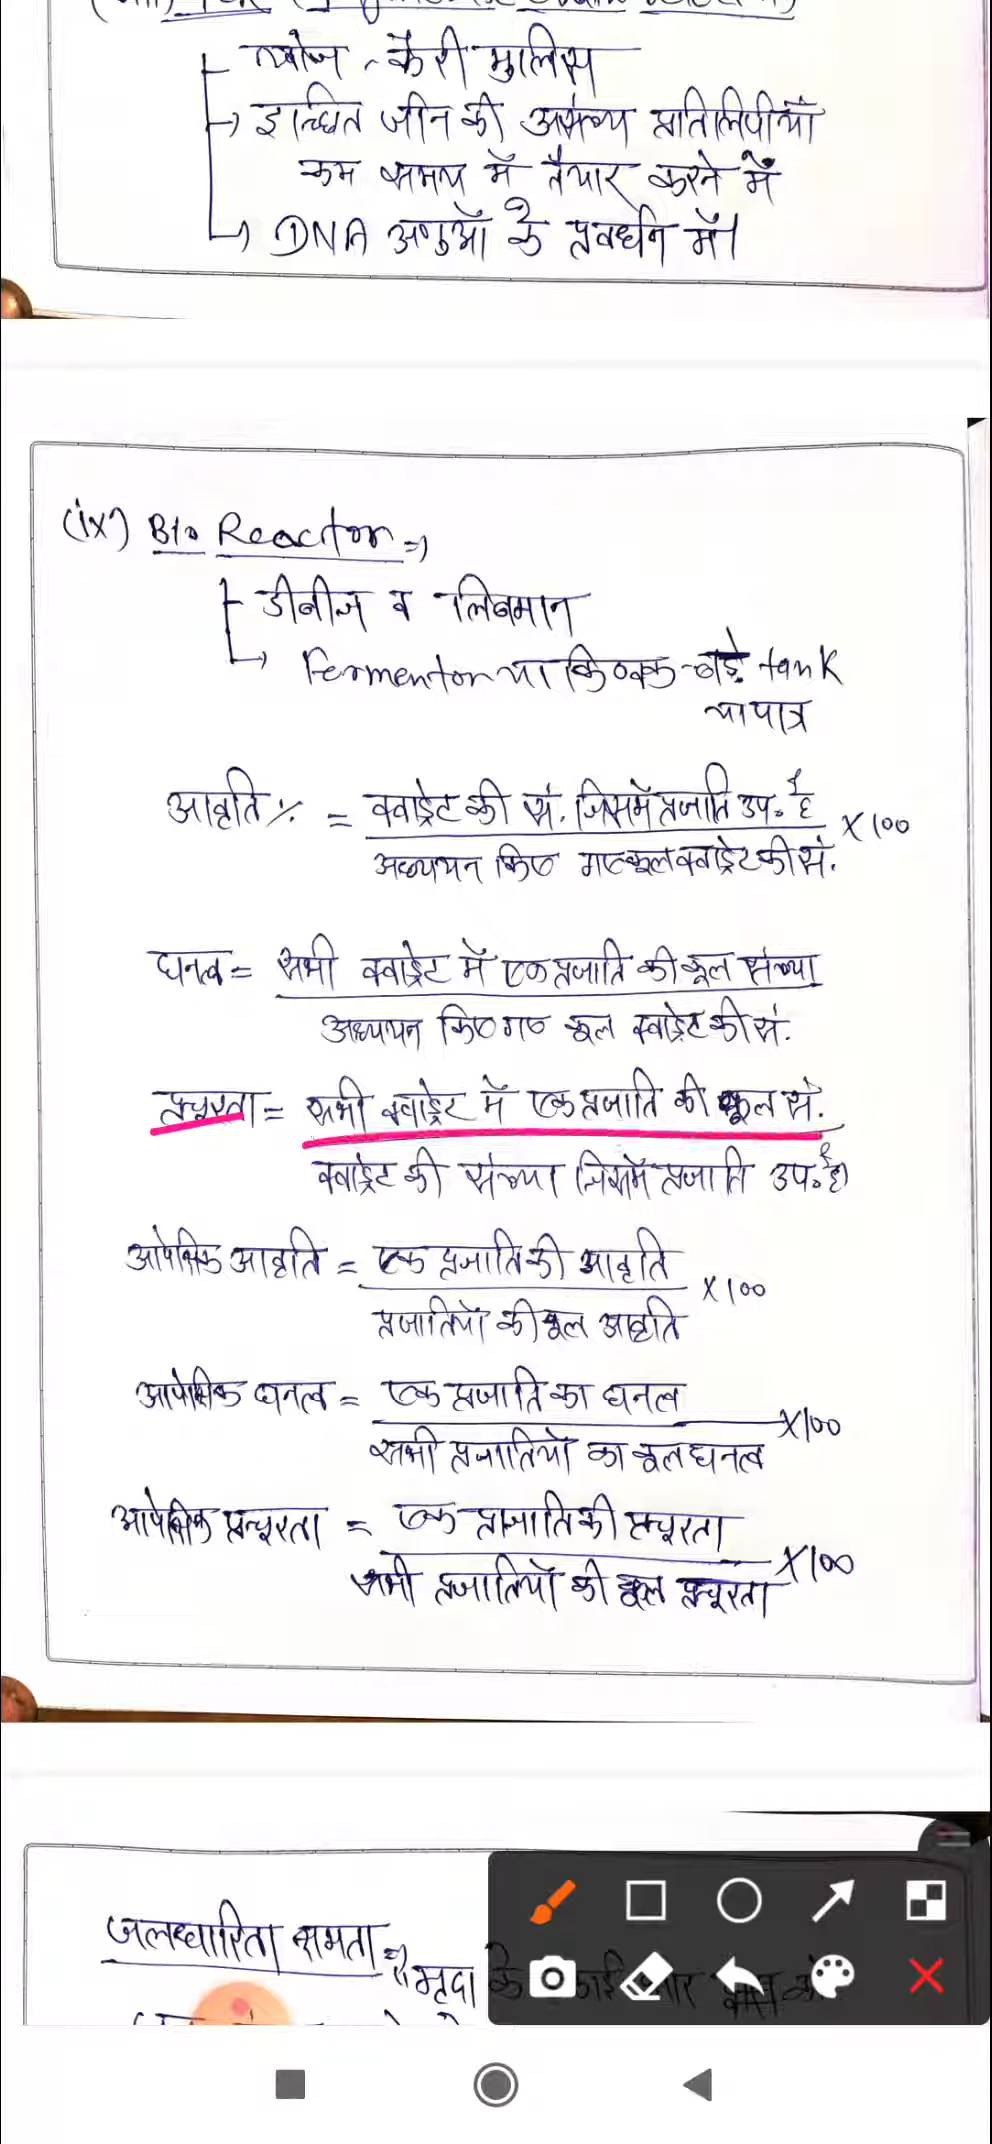 खोज - कैरी मुलिस
→ इच्छित जीन की असंख्य प्रतिलिपीयाँ
कम समय में तैयार करने में
→ DNA अणुओं के प्रवर्धन में।
(ix) Bio Reactor ⇒
डीबीज व लिबमान
→ Fermentor या किण्वक - बड़े tank
या पात्र
आवृति % = क्वाड्रेट की सं. जिसमें प्रजाति उप. है × 100
अध्ययन किए गए कूल क्वाड्रेट की सं.
घनत्व = सभी क्वाड्रेट में एक प्रजाति की कूल संख्या
अध्ययन किए गए कूल क्वाड्रेट की सं.
प्रचूरता = सभी क्वाड्रेट में एक प्रजाति की कूल सं.
क्वाड्रेट की संख्या जिसमें प्रजाति उप. है
आपेक्षिक आवृति = एक प्रजाति की आवृति × 100
प्रजातियों की कूल आवृति
आपेक्षिक घनत्व = एक प्रजाति का घनत्व × 100
सभी प्रजातियों का कूल घनत्व
आपेक्षिक प्रचूरता = एक प्रजाति की प्रचूरता × 100
सभी प्रजातियों की कूल प्रचूरता
जलधारिता क्षमता ⇒ मृदा के